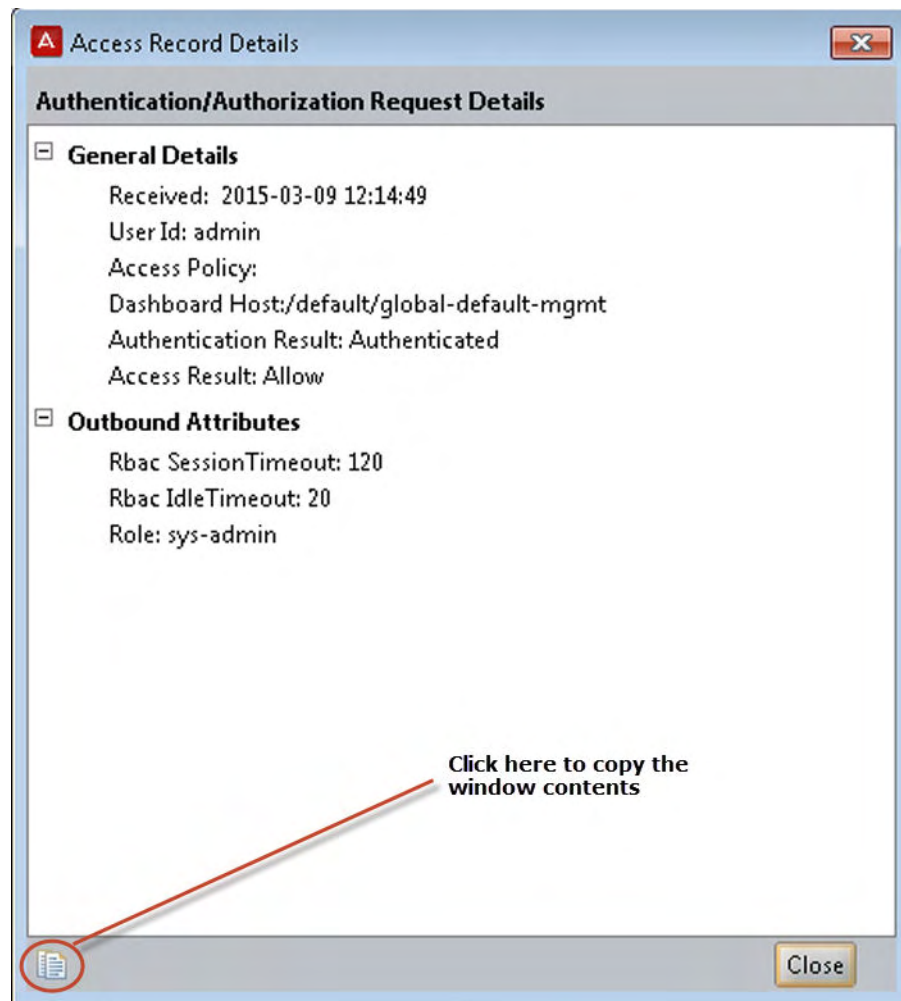 A Access Record Details
Authentication/Authorization Request Details
General Details
Received: 2015-03-09 12:14:49
User Id: admin
Access Policy:
Dashboard Host:/default/global-default-mgmt
Authentication Result: Authenticated
Access Result: Allow
Outbound Attributes
Rbac SessionTimeout: 120
Rbac IdleTimeout: 20
Role: sys-admin
Click here to copy the
window contents
Close